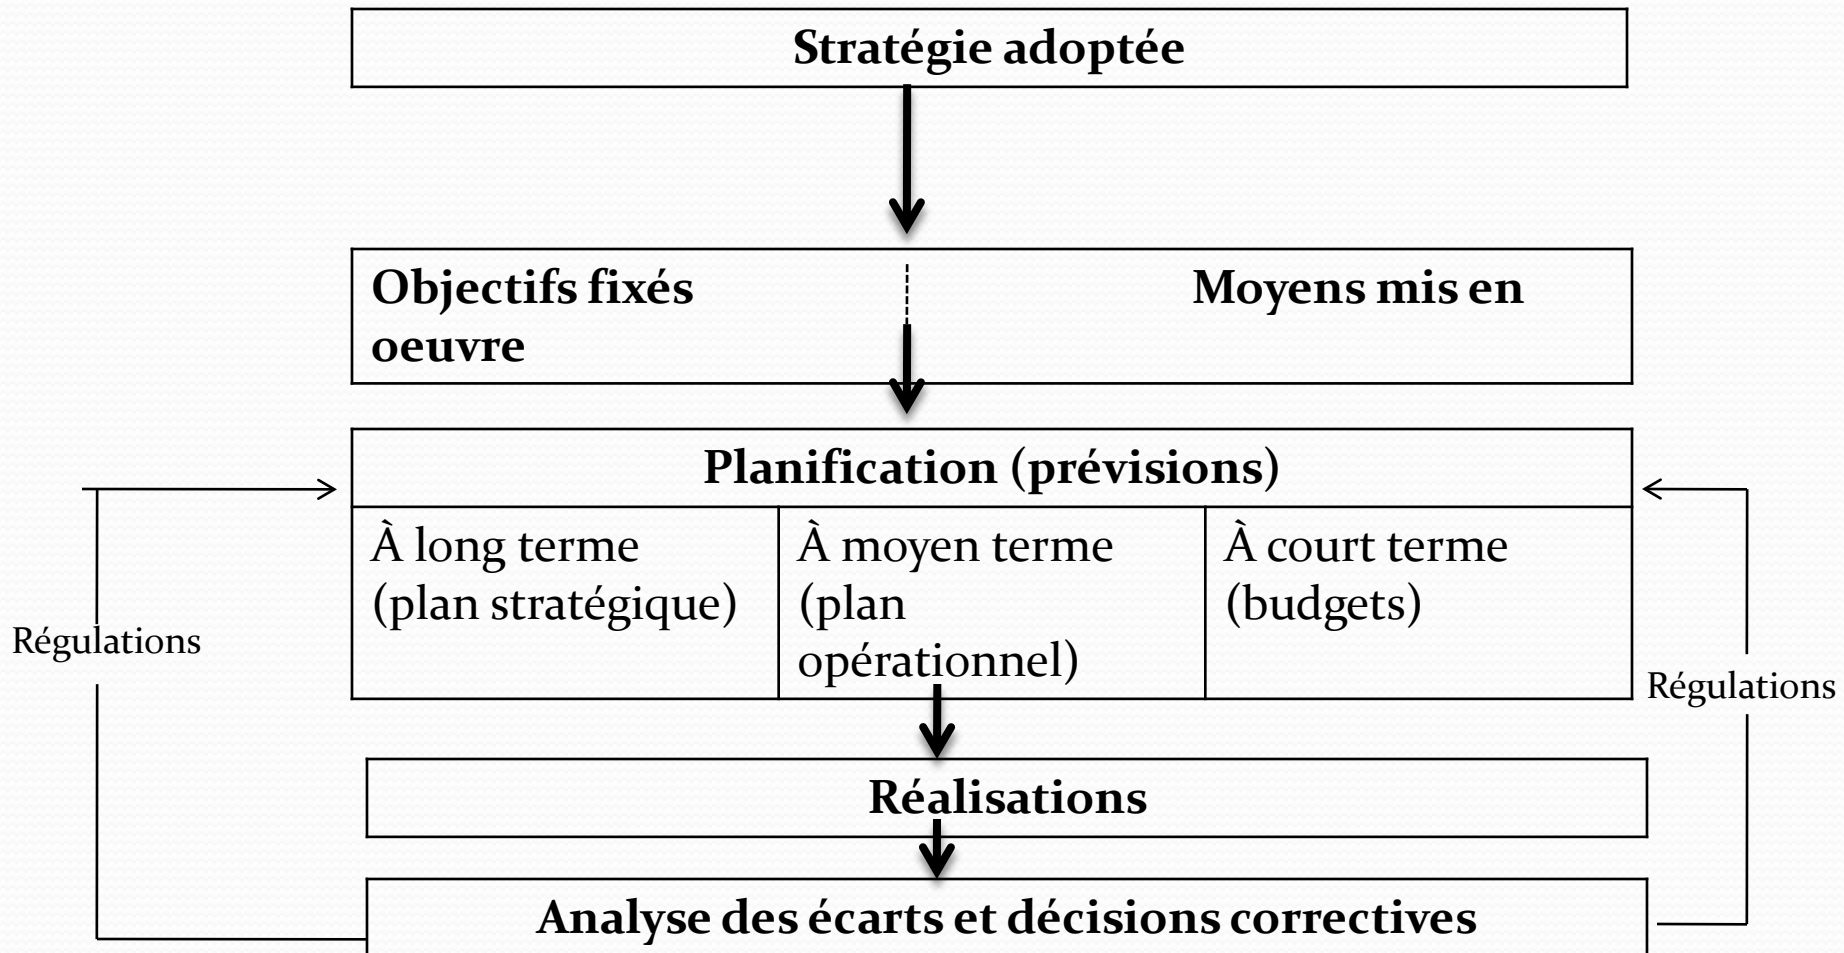 Stratégie adoptée
Objectifs fixés Moyens mis en
oeuvre
Planification (prévisions)
À long terme
(plan stratégique)
À moyen terme
(plan
opérationnel)
À court terme
(budgets)
Régulations
Régulations
Réalisations
Analyse des écarts et décisions correctives